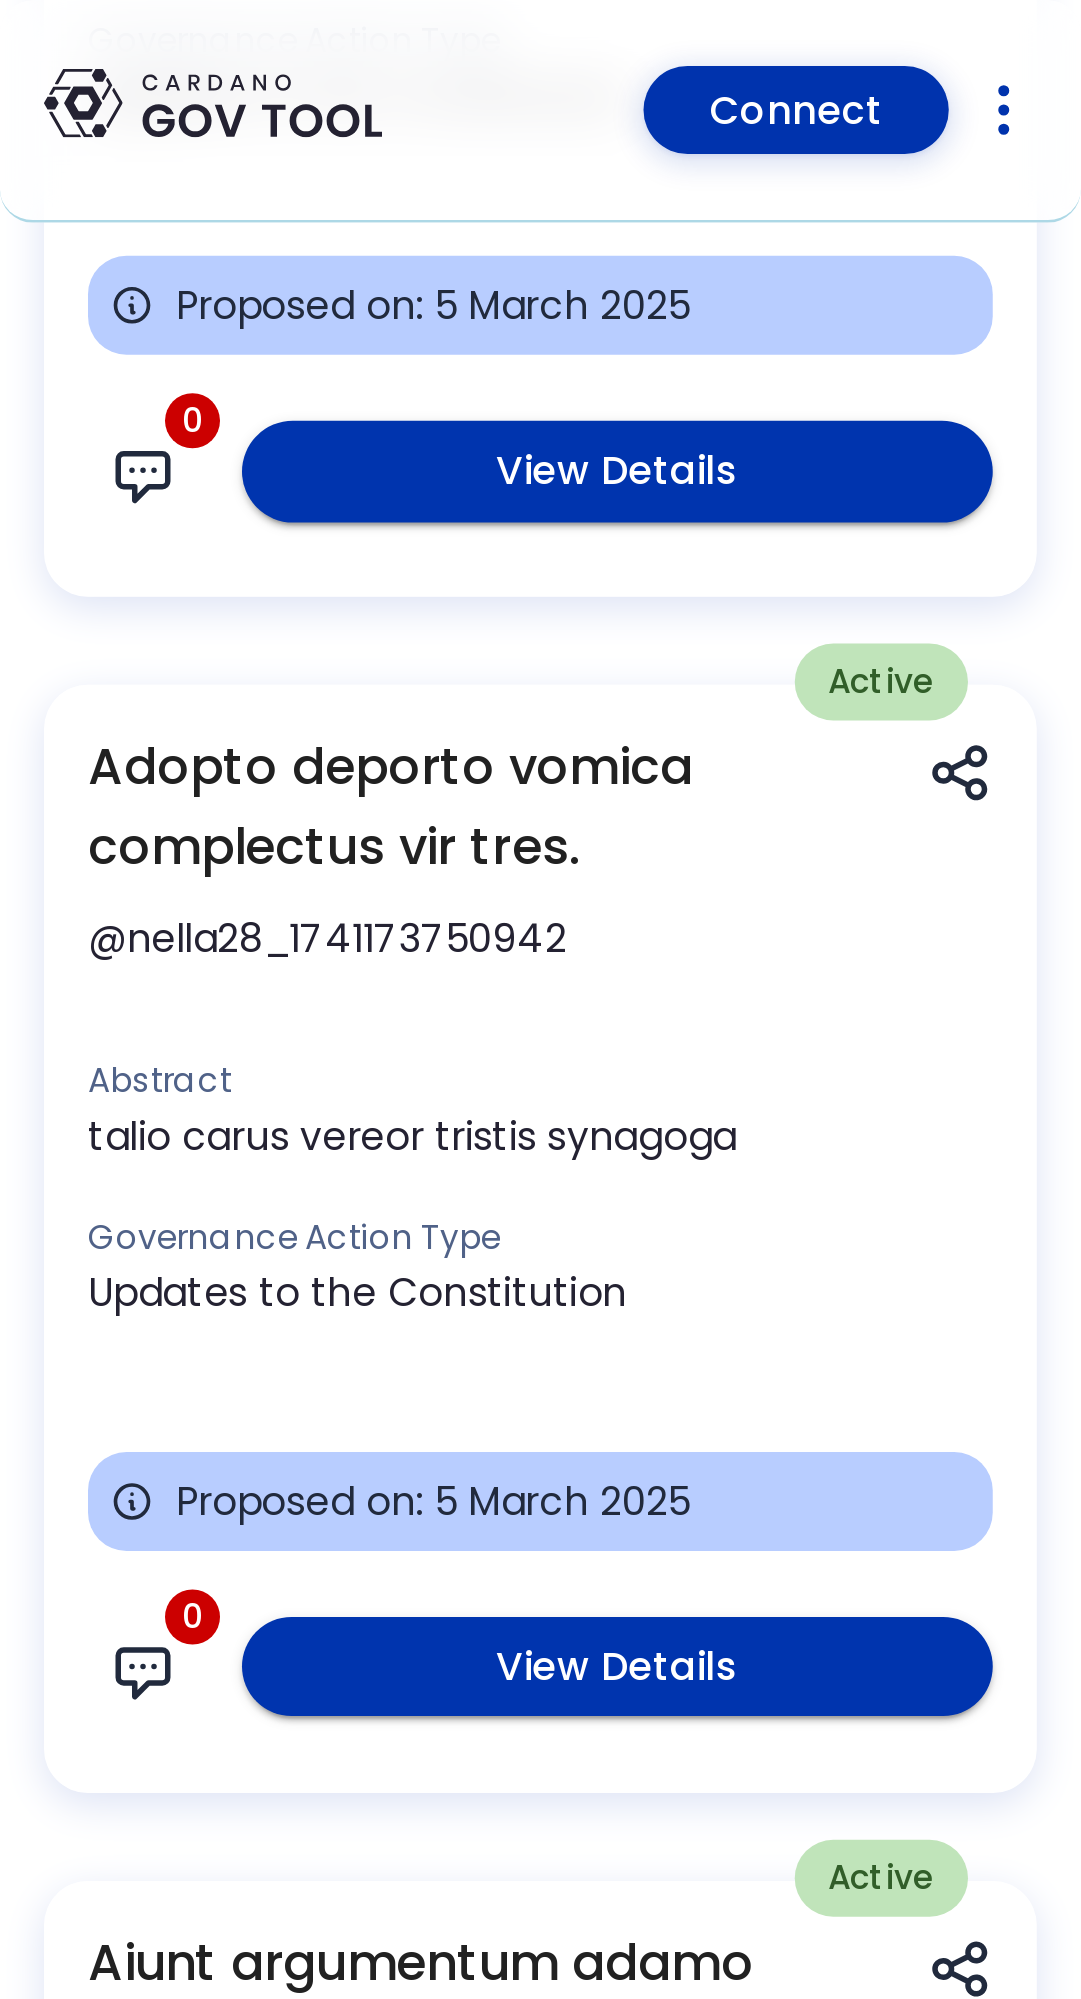 Governance Action Type
CARDANO
GOV TOOL
Connect
Proposed on: 5 March 2025
0
View Details
Active
Adopto deporto vomica
complectus vir tres.
@nella28_1741173750942
Abstract
talio carus vereor tristis synagoga
Governance Action Type
Updates to the Constitution
Proposed on: 5 March 2025
0
View Details
Active
Aiunt argumentum adamo